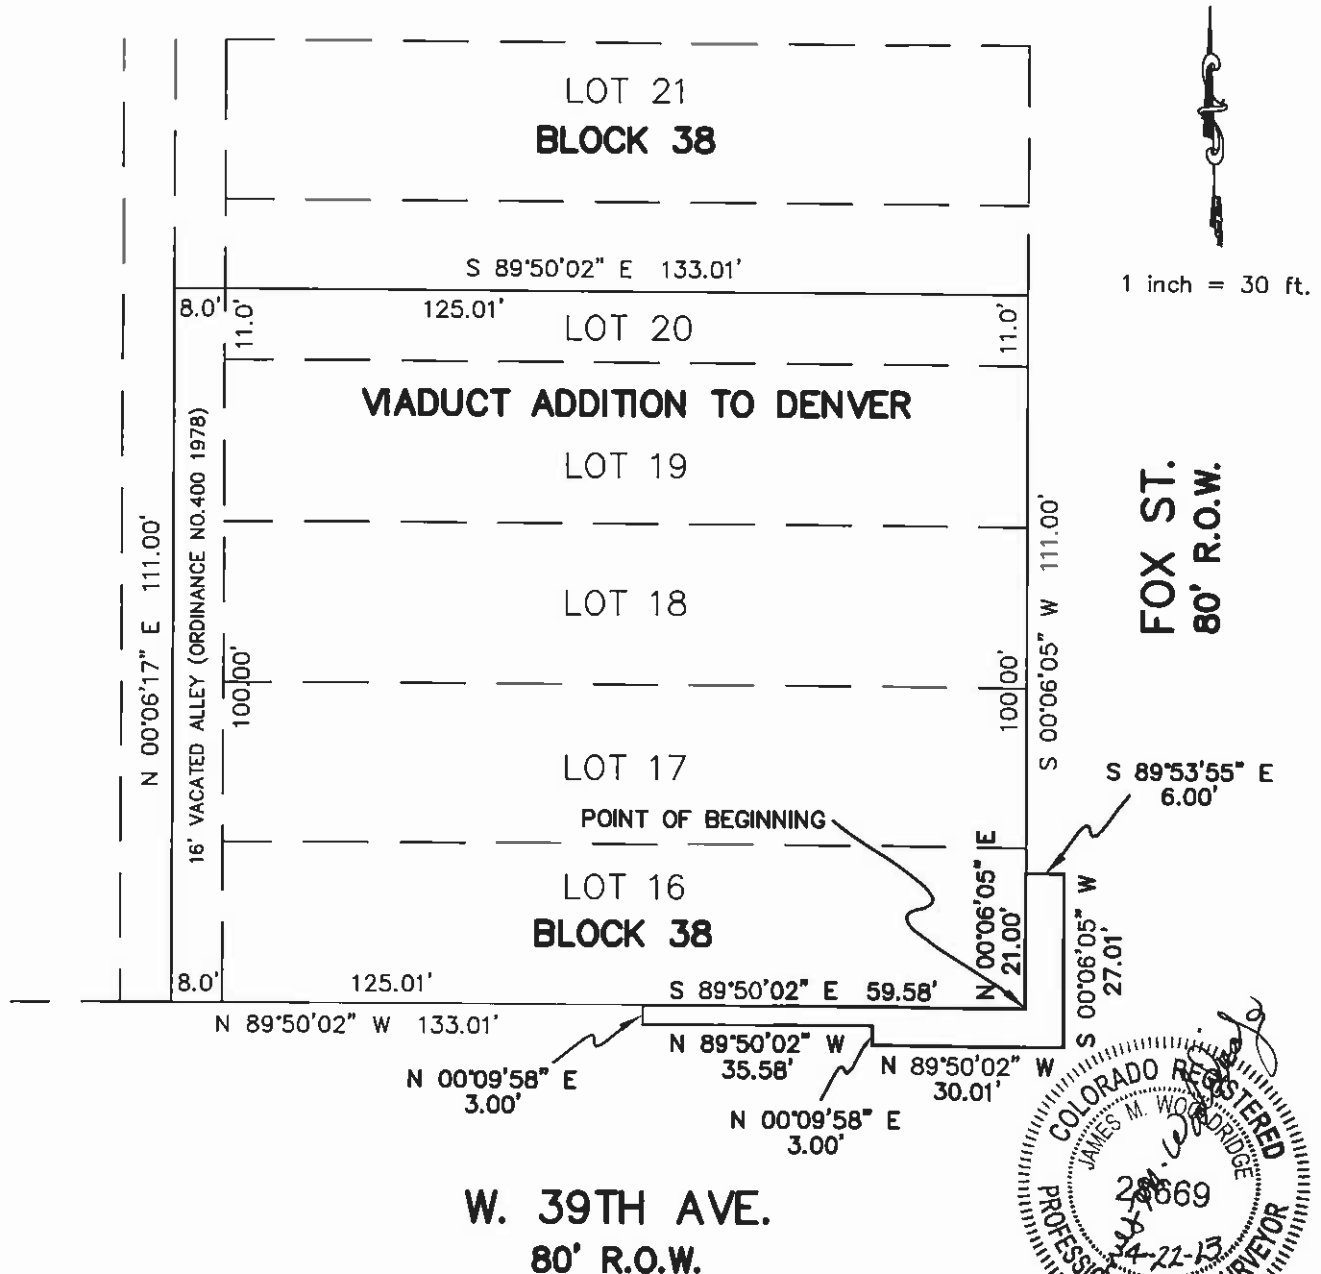 LOT 21
BLOCK 38
S 89°50'02" E 133.01'
1 inch = 30 ft.
8.0'
11.0'
125.01'
LOT 20
11.0'
VIADUCT ADDITION TO DENVER
LOT 19
FOX ST.
80' R.O.W.
N 00°06'17" E 111.00'
16' VACATED ALLEY (ORDINANCE NO.400 1978)
100.00'
LOT 18
100.00'
S 00°06'05" W 111.00'
LOT 17
S 89°53'55" E
6.00'
POINT OF BEGINNING
N 00°06'05" E
21.00'
S 00°06'05" W
27.01'
LOT 16
BLOCK 38
8.0'
125.01'
S 89°50'02" E 59.58'
N 89°50'02" W 133.01'
N 89°50'02" W
35.58'
N 89°50'02" W
30.01'
N 00°09'58" E
3.00'
N 00°09'58" E
3.00'
W. 39TH AVE.
80' R.O.W.
COLORADO REGISTERED
JAMES M. WOOLDRIDGE
28669
PROFESSIONAL SURVEYOR